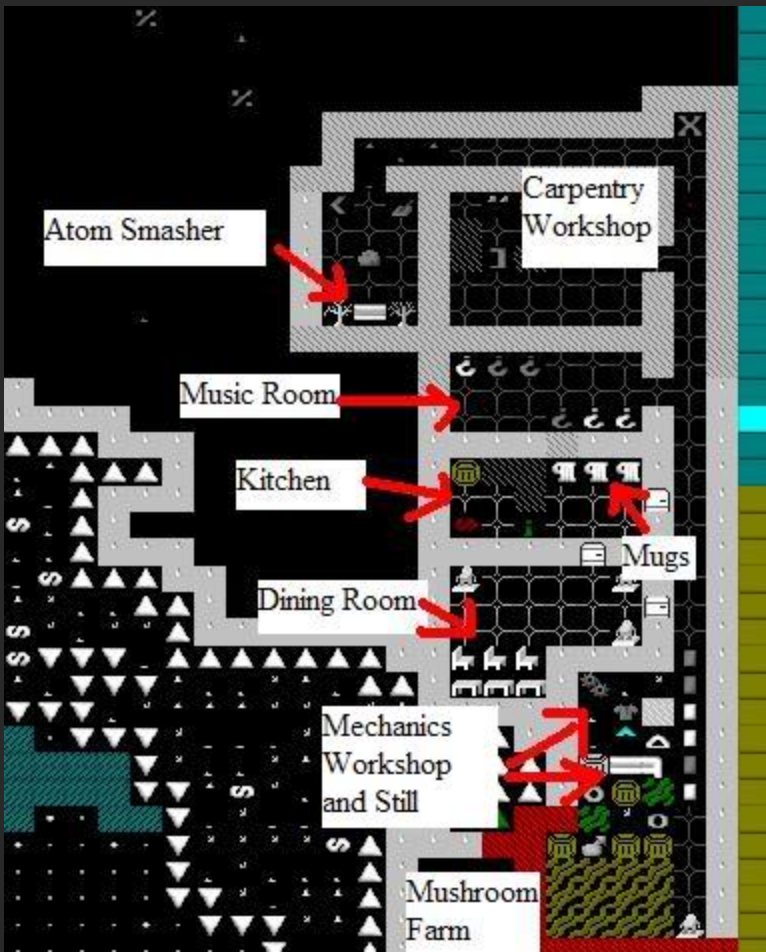 Carpentry
Workshop
Atom Smasher
Music Room
Kitchen
Mugs
Dining Room
Mechanics
Workshop
and Still
Mushroom
Farm